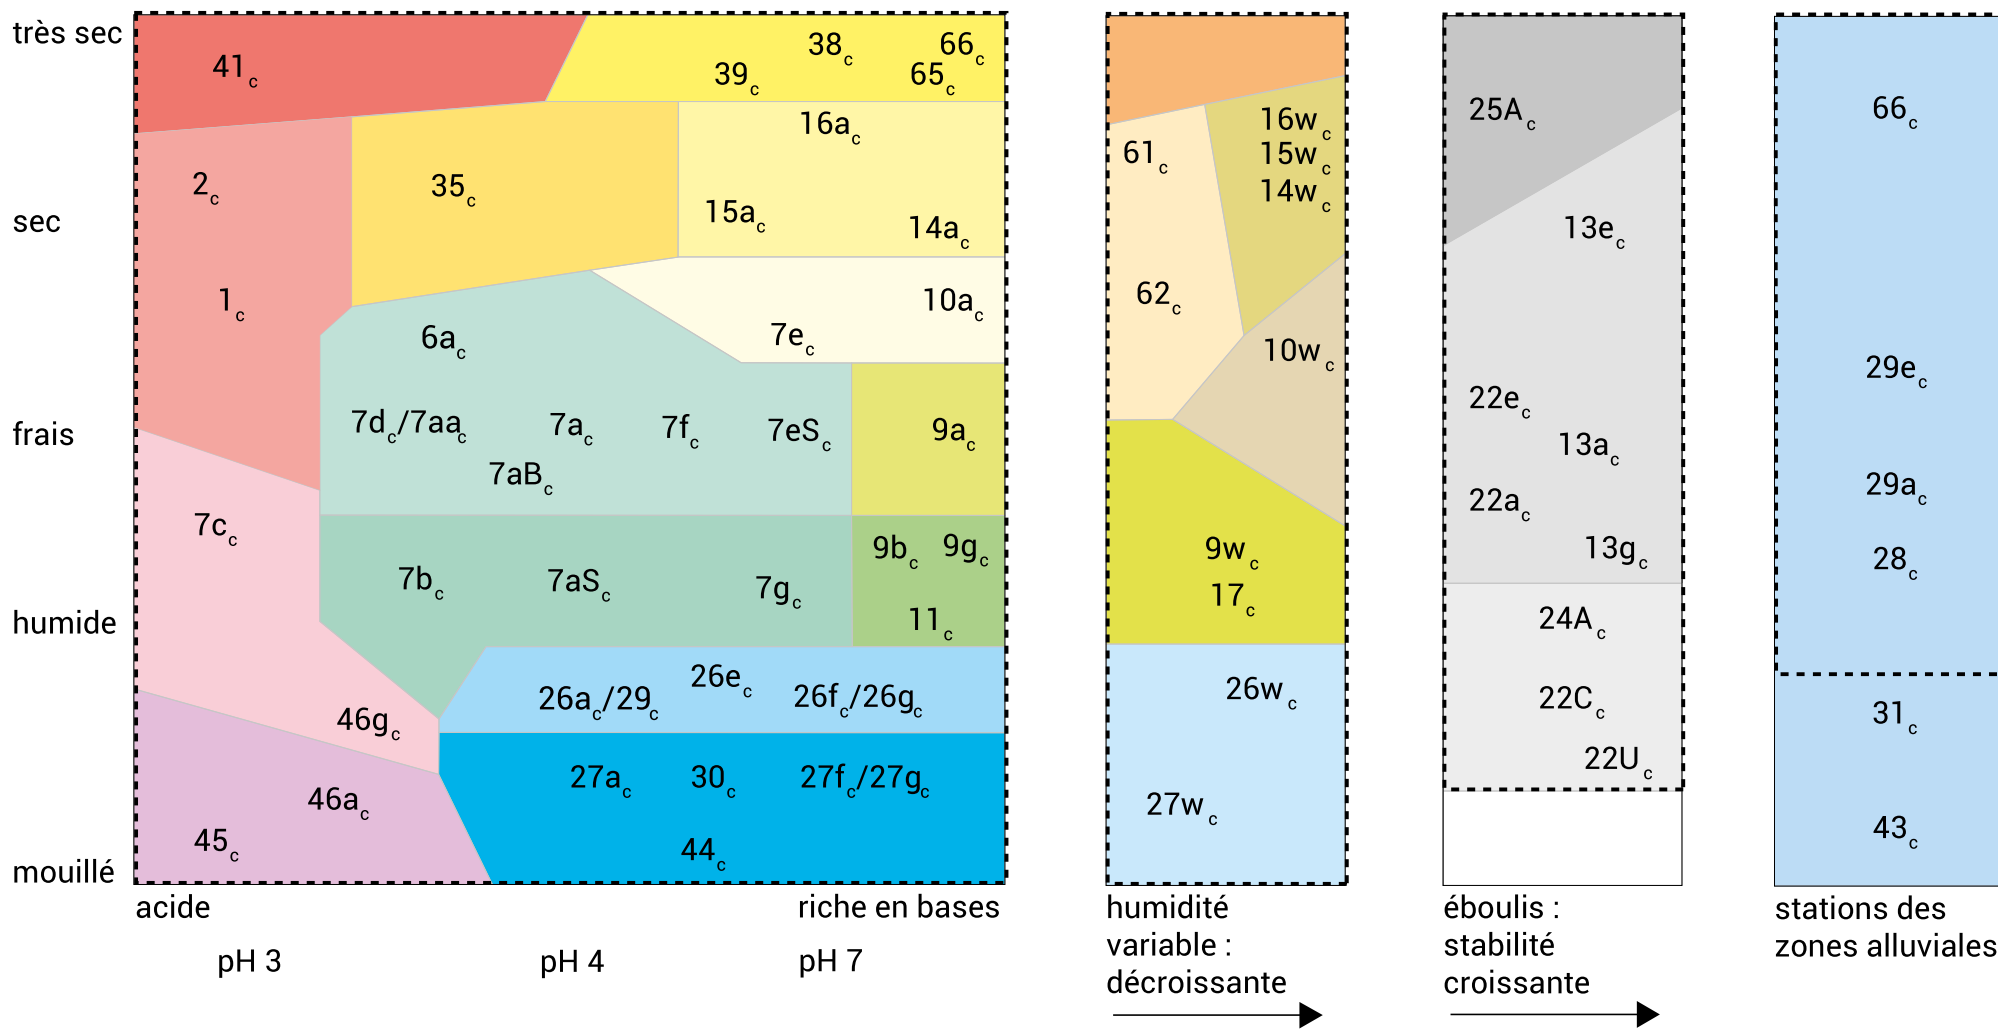 très sec
sec
frais
humide
mouillé
41c
38c
66c
39c
65c
2c
35c
16ac
15ac
14ac
1c
10ac
6ac
7ec
7dc/7aac
7ac
7fc
7eSc
9ac
7aBc
7cc
7bc
7aSc
7gc
9bc
9gc
11c
46gc
26ac/29c
26ec
26fc/26gc
46ac
45c
27ac
30c
27fc/27gc
44c
acide
riche en bases
pH 3
pH 4
pH 7
61c
16wc
15wc
14wc
62c
10wc
9wc
17c
26wc
27wc
humidité
variable :
décroissante
25Ac
13ec
22ec
13ac
22ac
13gc
24Ac
22Cc
22Uc
éboulis :
stabilité
croissante
66c
29ec
29ac
28c
31c
43c
stations des
zones alluviales